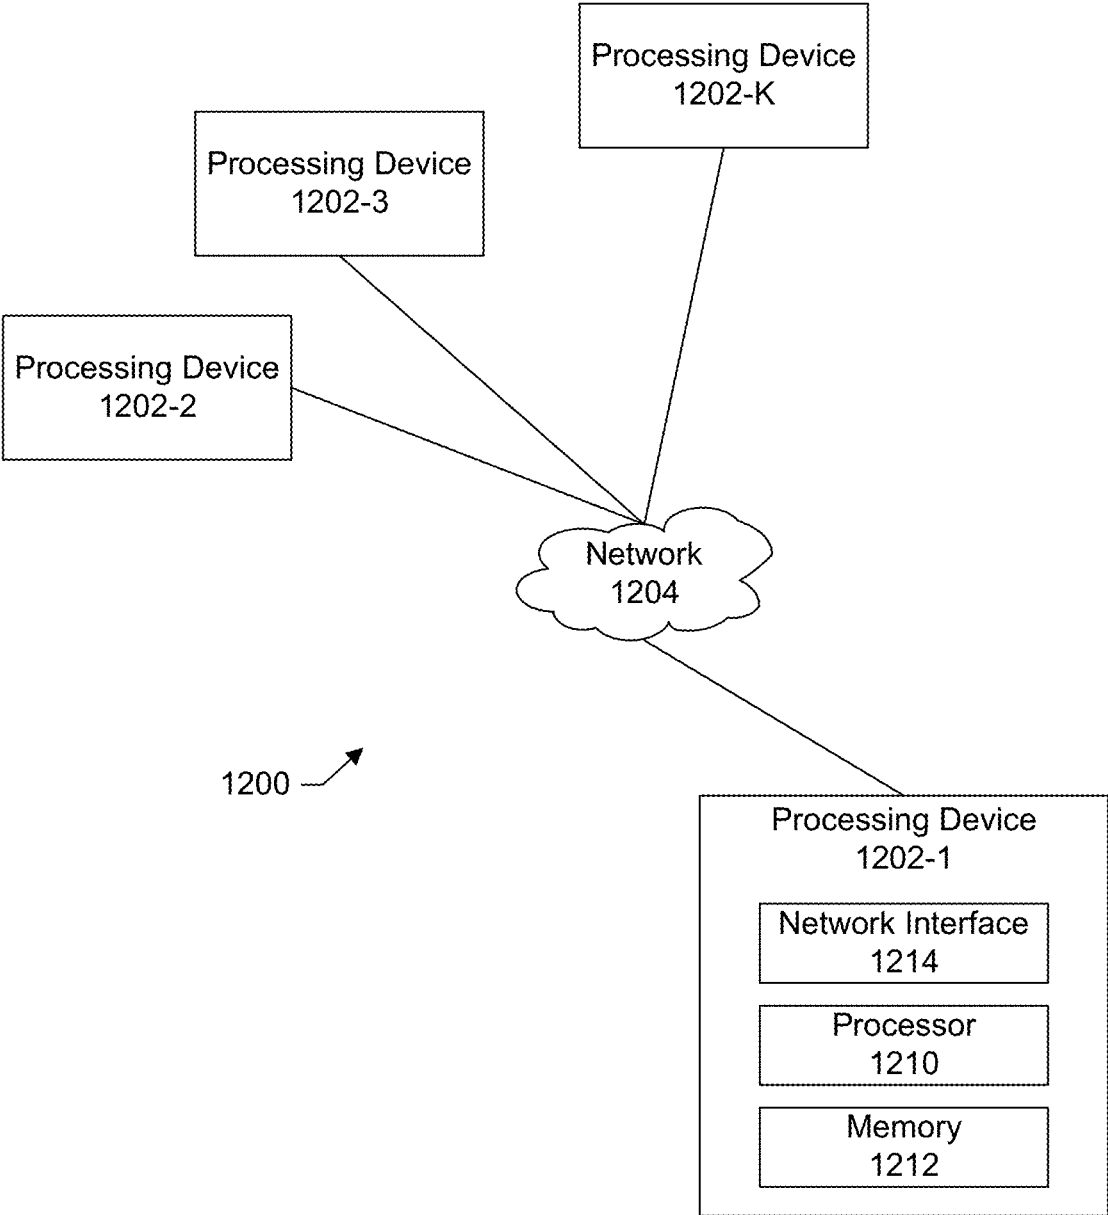 Processing Device
1202-K
Processing Device
1202-3
Processing Device
1202-2
Network
1204
1200
Processing Device
1202-1
Network Interface
1214
Processor
1210
Memory
1212